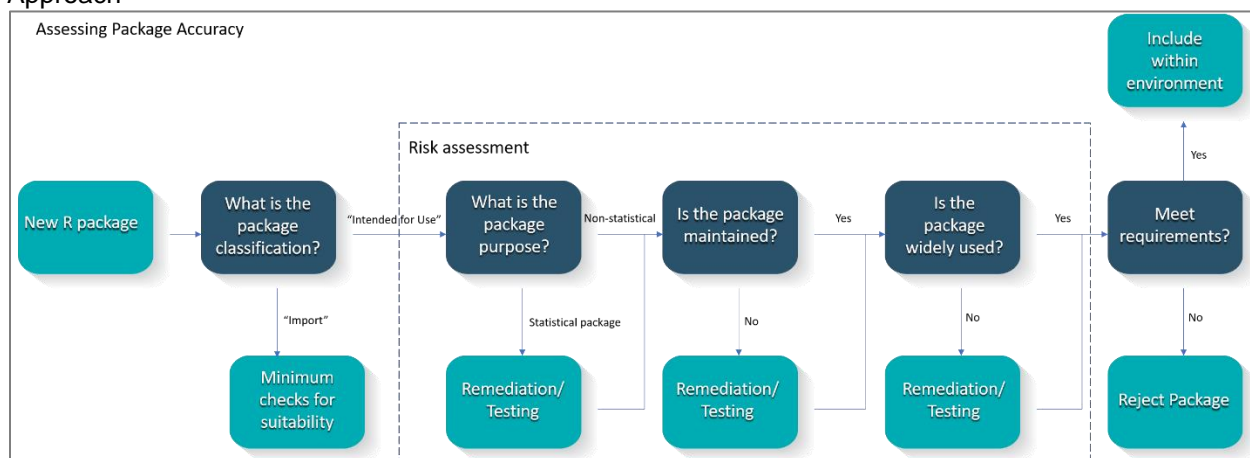 Approach
Assessing Package Accuracy
Include
within
environment
Risk assessment
Yes
New R package
What is the
package
classification?
"Intended for Use"
What is the
package
purpose?
Non-statistical
Is the package
maintained?
Yes
Is the
package
widely used?
Yes
Meet
requirements?
"Import"
Statistical package
No
No
No
Minimum
checks for
suitability
Remediation/
Testing
Remediation/
Testing
Remediation/
Testing
Reject Package